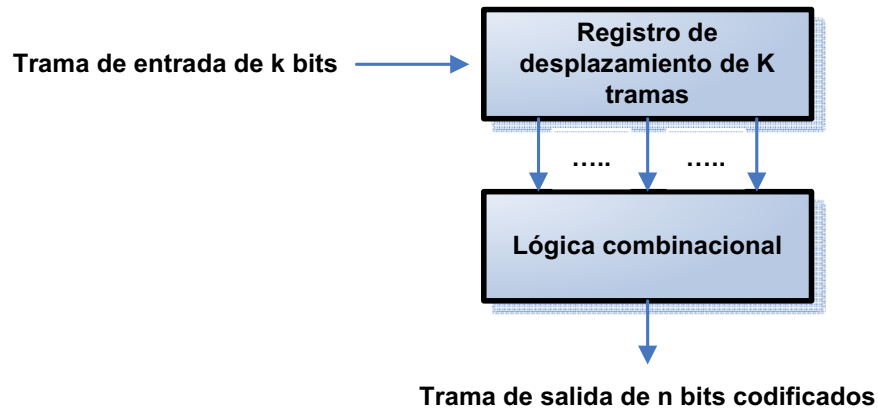 Registro de
desplazamiento de K
tramas
Trama de entrada de k bits
..... .....
Lógica combinacional
Trama de salida de n bits codificados